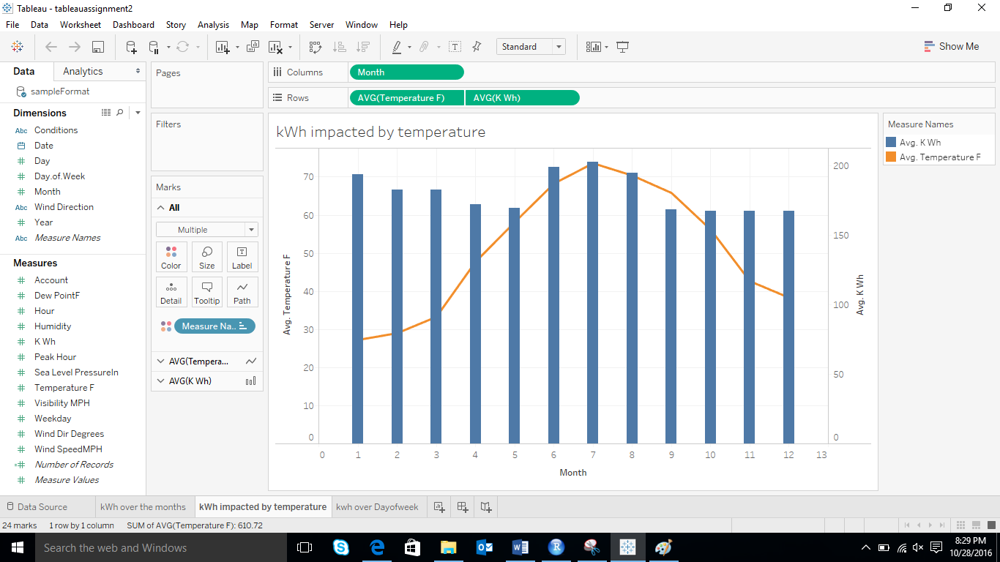 Tableau - tableauassignment2
File Data Worksheet Dashboard Story Analysis Map Format Server Window Help
Standard
Show Me
Data Analytics
sampleFormat
Dimensions
Abc Conditions
Date
Day
Day.of.Week
Month
Abc Wind Direction
Year
Abc Measure Names
Measures
Account
Dew PointF
Hour
Humidity
K Wh
Peak Hour
Sea Level PressureIn
Temperature F
Visibility MPH
Weekday
Wind Dir Degrees
Wind SpeedMPH
Number of Records
Measure Values
Pages
Filters
Marks
All
Multiple
Color Size Label
Detail Tooltip Path
Measure Na..
AVG(Tempera...
AVG(K Wh)
Columns Month
Rows AVG(Temperature F) AVG(K Wh)
kWh impacted by temperature
Avg. Temperature F
70
60
50
40
30
20
10
0
200
150
100
50
0
Avg. K Wh
0 1 2 3 4 5 6 7 8 9 10 11 12 13
Month
Measure Names
Avg. K Wh
Avg. Temperature F
Data Source kWh over the months kWh impacted by temperature kwh over Dayofweek
24 marks 1 row by 1 column SUM of AVG(Temperature F): 610.72
Search the web and Windows
8:29 PM
10/28/2016